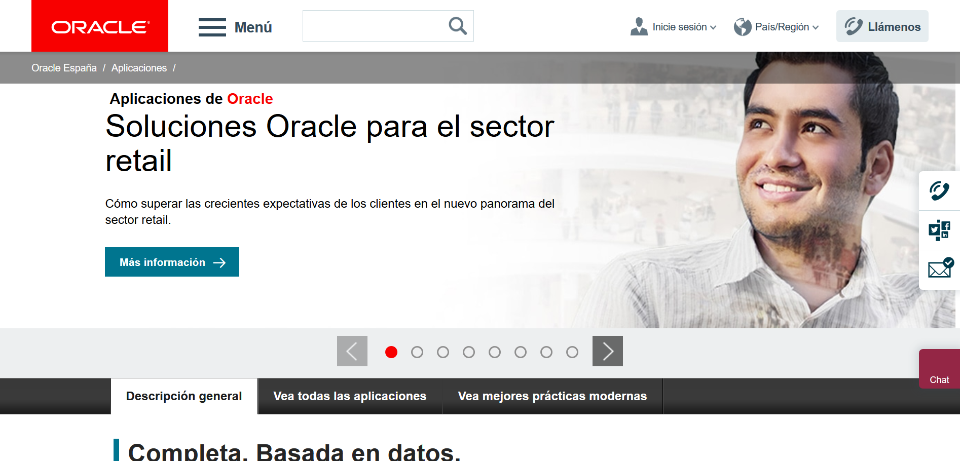 ORACLE
Menú
Inicie sesión
País/Región
Llámenos
Oracle España / Aplicaciones /
Aplicaciones de Oracle
Soluciones Oracle para el sector
retail
Cómo superar las crecientes expectativas de los clientes en el nuevo panorama del
sector retail.
Más información
Chat
Descripción general
Vea todas las aplicaciones
Vea mejores prácticas modernas
Completa. Basada en datos.